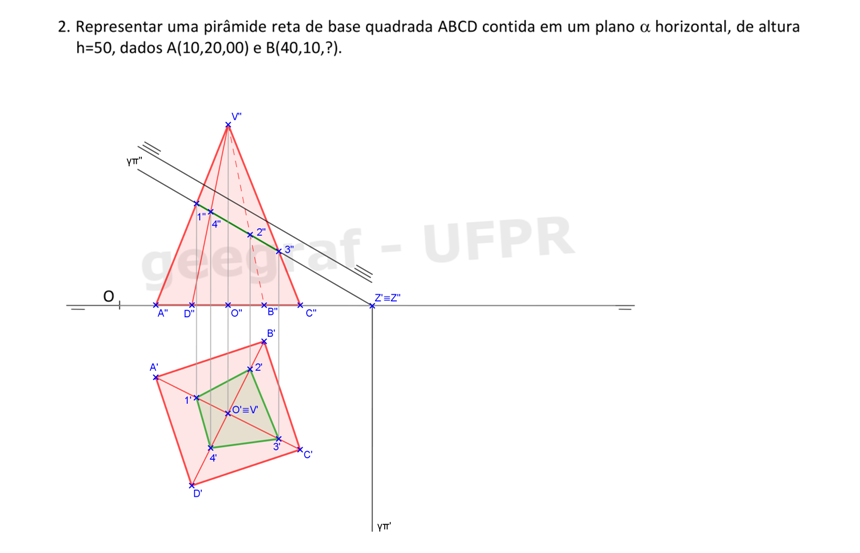 2. Representar uma pirâmide reta de base quadrada ABCD contida em um plano α horizontal, de altura
h=50, dados A(10,20,00) e B(40,10,?).
V"
γπ"
1"
4"
2"
3"
geegraf - UFPR
O
Z'≡Z"
A"
D"
O"
B"
C"
B'
A'
2'
1'
O'≡V'
3'
4'
C'
D'
γπ'